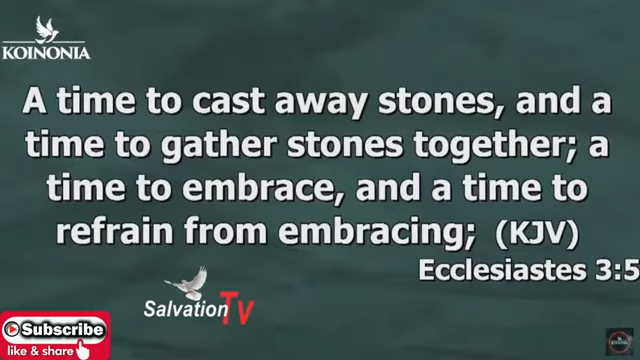 KOINONIA
A time to cast away stones, and a
time to gather stones together; a
time to embrace, and a time to
refrain from embracing; (KJV)
Ecclesiastes 3:5
Salvation TV
Subscribe
like & share